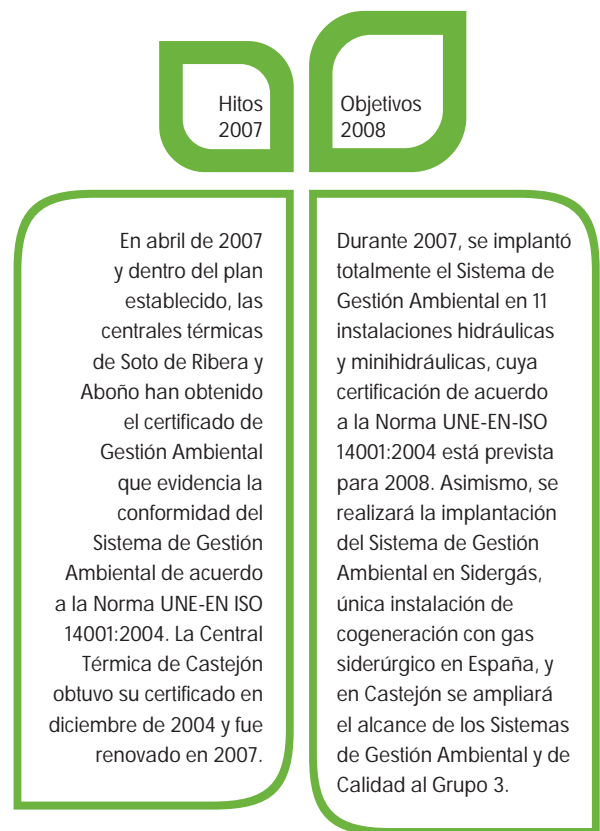 Hitos
2007
Objetivos
2008
En abril de 2007
y dentro del plan
establecido, las
centrales térmicas
de Soto de Ribera y
Aboño han obtenido
el certificado de
Gestión Ambiental
que evidencia la
conformidad del
Sistema de Gestión
Ambiental de acuerdo
a la Norma UNE-EN ISO
14001:2004. La Central
Térmica de Castejón
obtuvo su certificado en
diciembre de 2004 y fue
renovado en 2007.
Durante 2007, se implantó
totalmente el Sistema de
Gestión Ambiental en 11
instalaciones hidráulicas
y minihidráulicas, cuya
certificación de acuerdo
a la Norma UNE-EN-ISO
14001:2004 está prevista
para 2008. Asimismo, se
realizará la implantación
del Sistema de Gestión
Ambiental en Sidergás,
única instalación de
cogeneración con gas
siderúrgico en España, y
en Castejón se ampliará
el alcance de los Sistemas
de Gestión Ambiental y de
Calidad al Grupo 3.